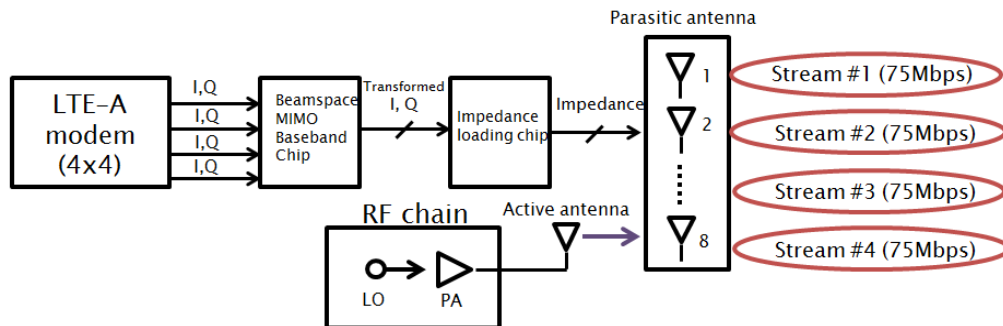 Parasitic antenna
LTE-A
modem
(4x4)
I,Q
I,Q
I,Q
I,Q
Beamspace
MIMO
Baseband
Chip
Transformed
I, Q
Impedance
loading chip
Impedance
1
2
8
Stream #1 (75Mbps)
Stream #2 (75Mbps)
Stream #3 (75Mbps)
Stream #4 (75Mbps)
RF chain
Active antenna
LO
PA